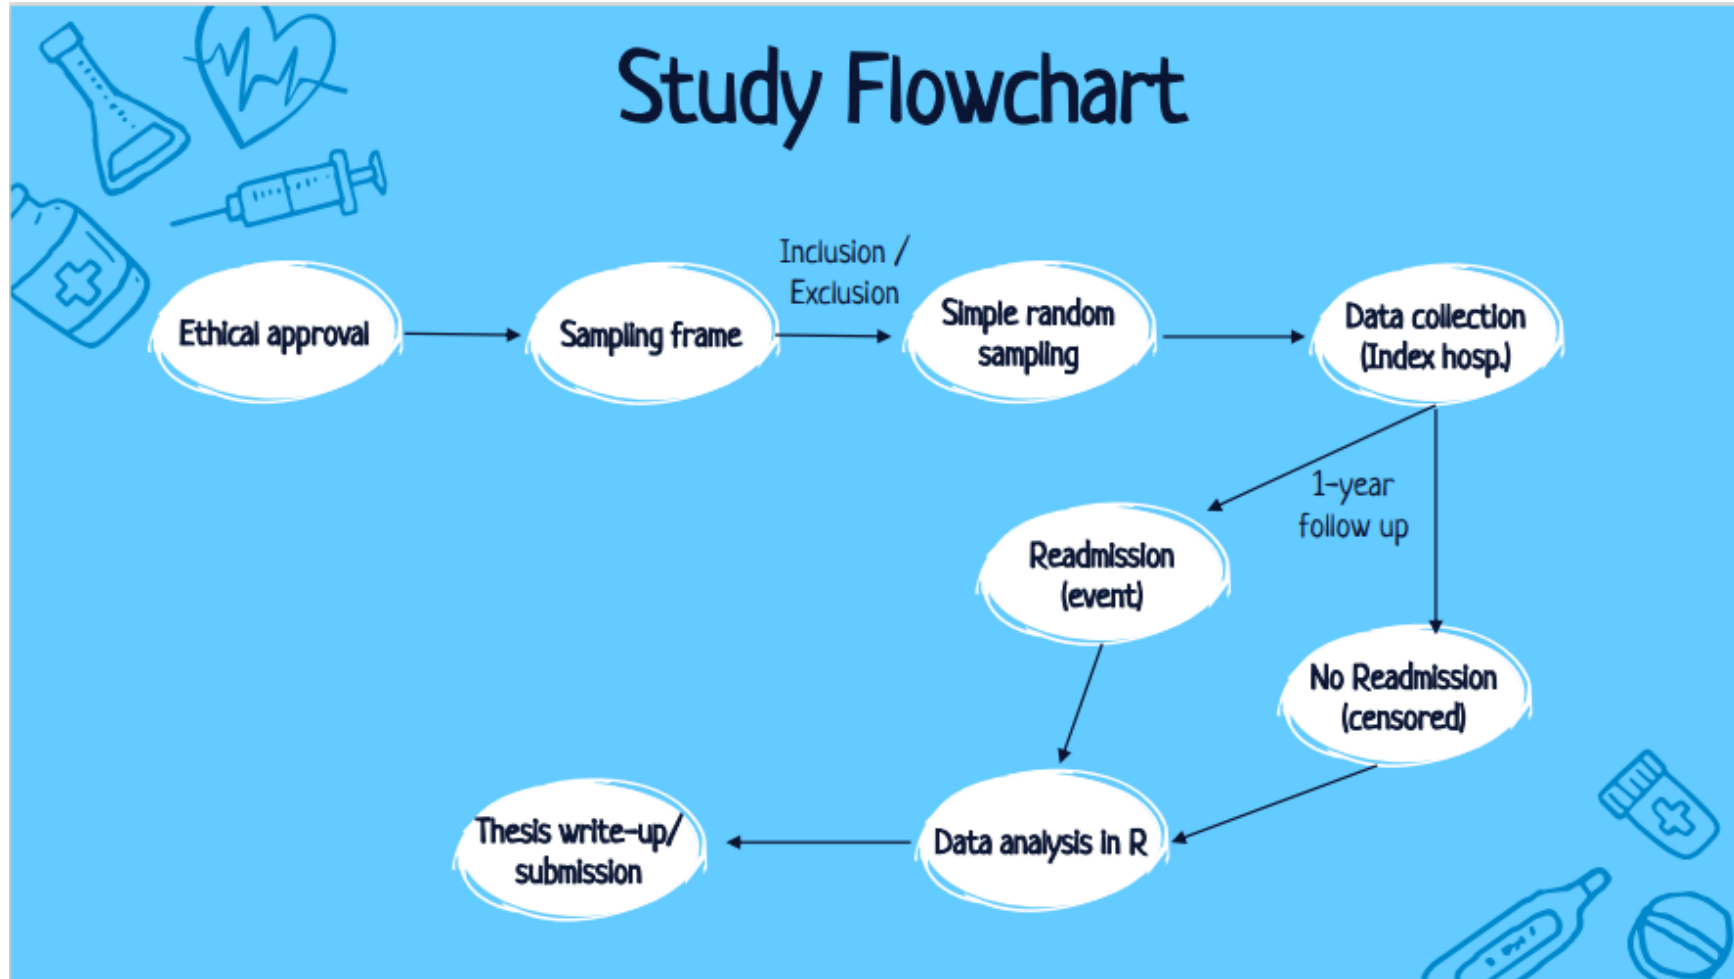 Study Flowchart
Inclusion /
Exclusion
Ethical approval
Sampling frame
Simple random
sampling
Data collection
(Index hosp.)
1-year
follow up
Readmission
(event)
No Readmission
(censored)
Thesis write-up/
submission
Data analysis in R